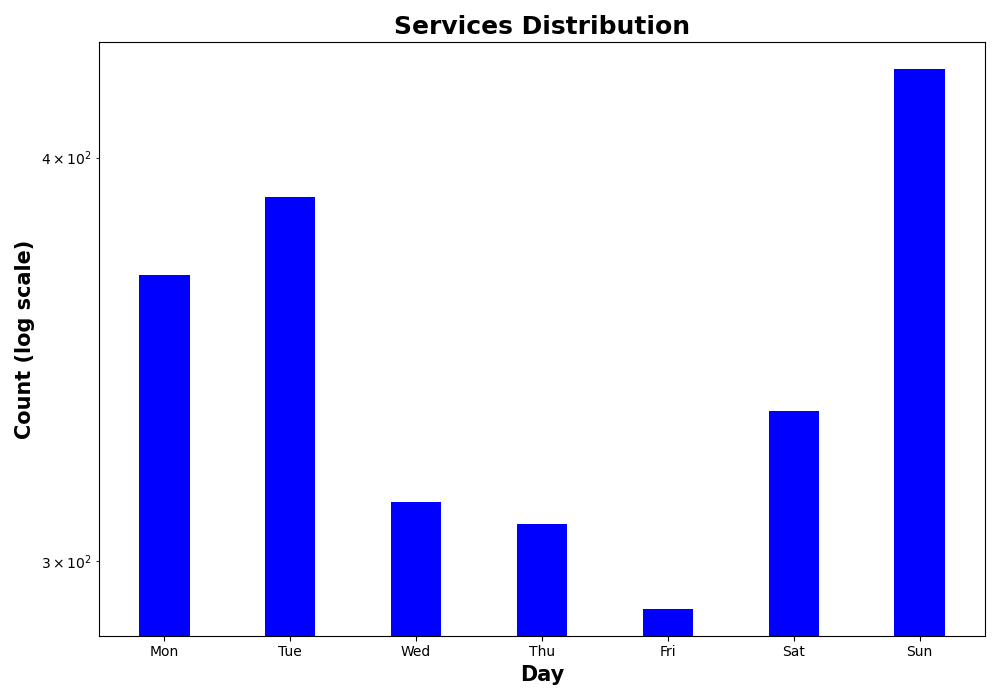 Services Distribution
Count (log scale)
4 × 10²
3 × 10²
Mon Tue Wed Thu Fri Sat Sun
Day